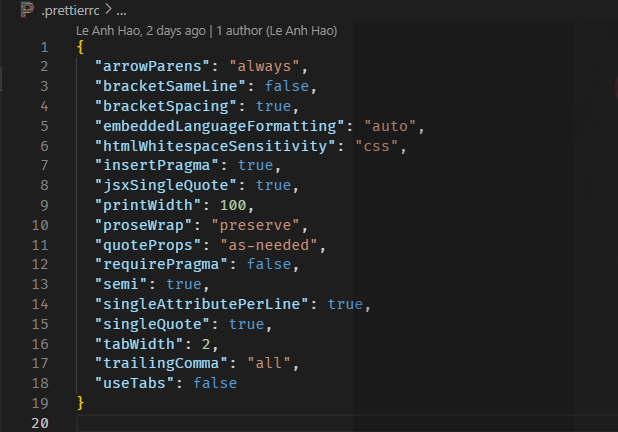 .prettierrc > ...
Le Anh Hao, 2 days ago | 1 author (Le Anh Hao)
1 {
2 "arrowParens": "always",
3 "bracketSameLine": false,
4 "bracketSpacing": true,
5 "embeddedLanguageFormatting": "auto",
6 "htmlWhitespaceSensitivity": "css",
7 "insertPragma": true,
8 "jsxSingleQuote": true,
9 "printWidth": 100,
10 "proseWrap": "preserve",
11 "quoteProps": "as-needed",
12 "requirePragma": false,
13 "semi": true,
14 "singleAttributePerLine": true,
15 "singleQuote": true,
16 "tabWidth": 2,
17 "trailingComma": "all",
18 "useTabs": false
19 }
20